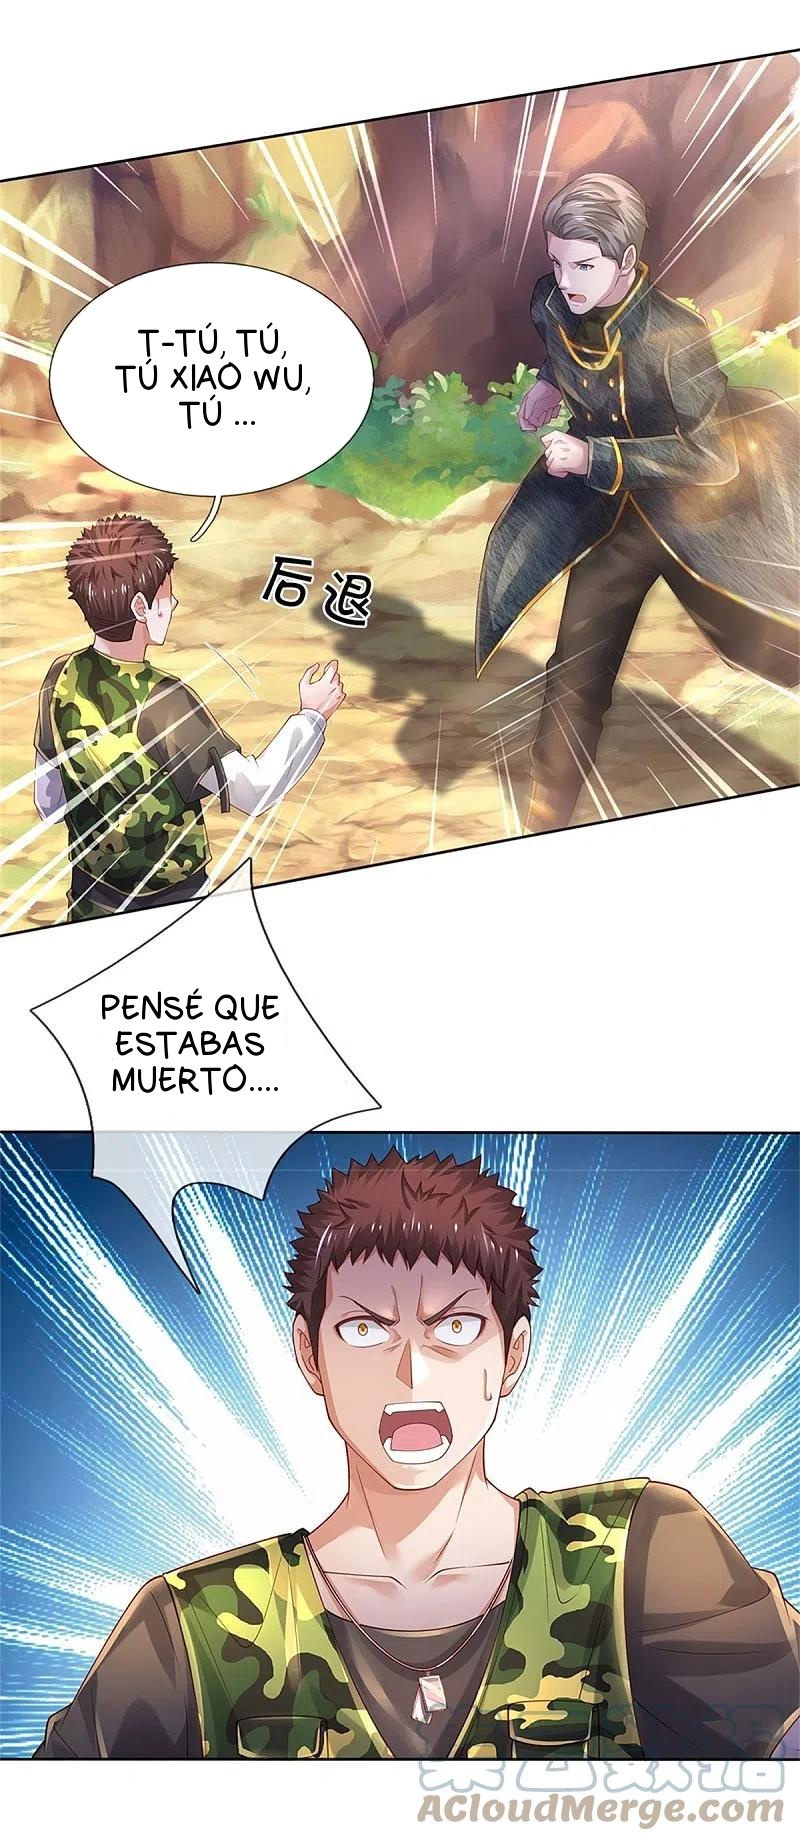 T-TÚ, TÚ,
TÚ XIAO WU,
TÚ ...
后退
PENSÉ QUE
ESTABAS
MUERTO....
AcloudMerge.com